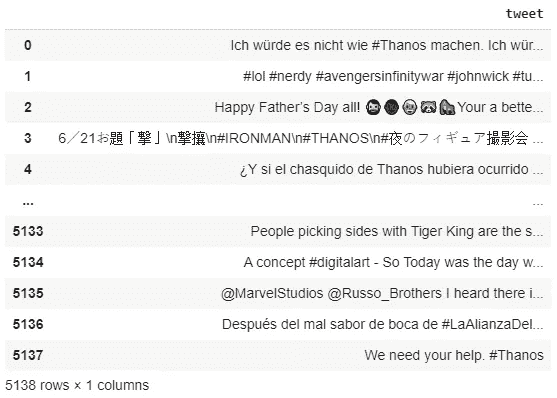 tweet
0 Ich würde es nicht wie #Thanos machen. Ich wür...
1 #lol #nerdy #avengersinfinitywar #johnwick #tu...
2 Happy Father's Day all! 🧔🏻🌚👨🏼‍🦲🦝🦍Your a bette...
3 6／21お題「撃」\n撃攘\n#IRONMAN\n#THANOS\n#夜のフィギュア撮影会 ...
4 ¿Y si el chasquido de Thanos hubiera ocurrido ...
... ...
5133 People picking sides with Tiger King are the s...
5134 A concept #digitalart - So Today was the day w...
5135 @MarvelStudios @Russo_Brothers I heard there i...
5136 Después del mal sabor de boca de #LaAlianzaDel...
5137 We need your help. #Thanos
5138 rows × 1 columns